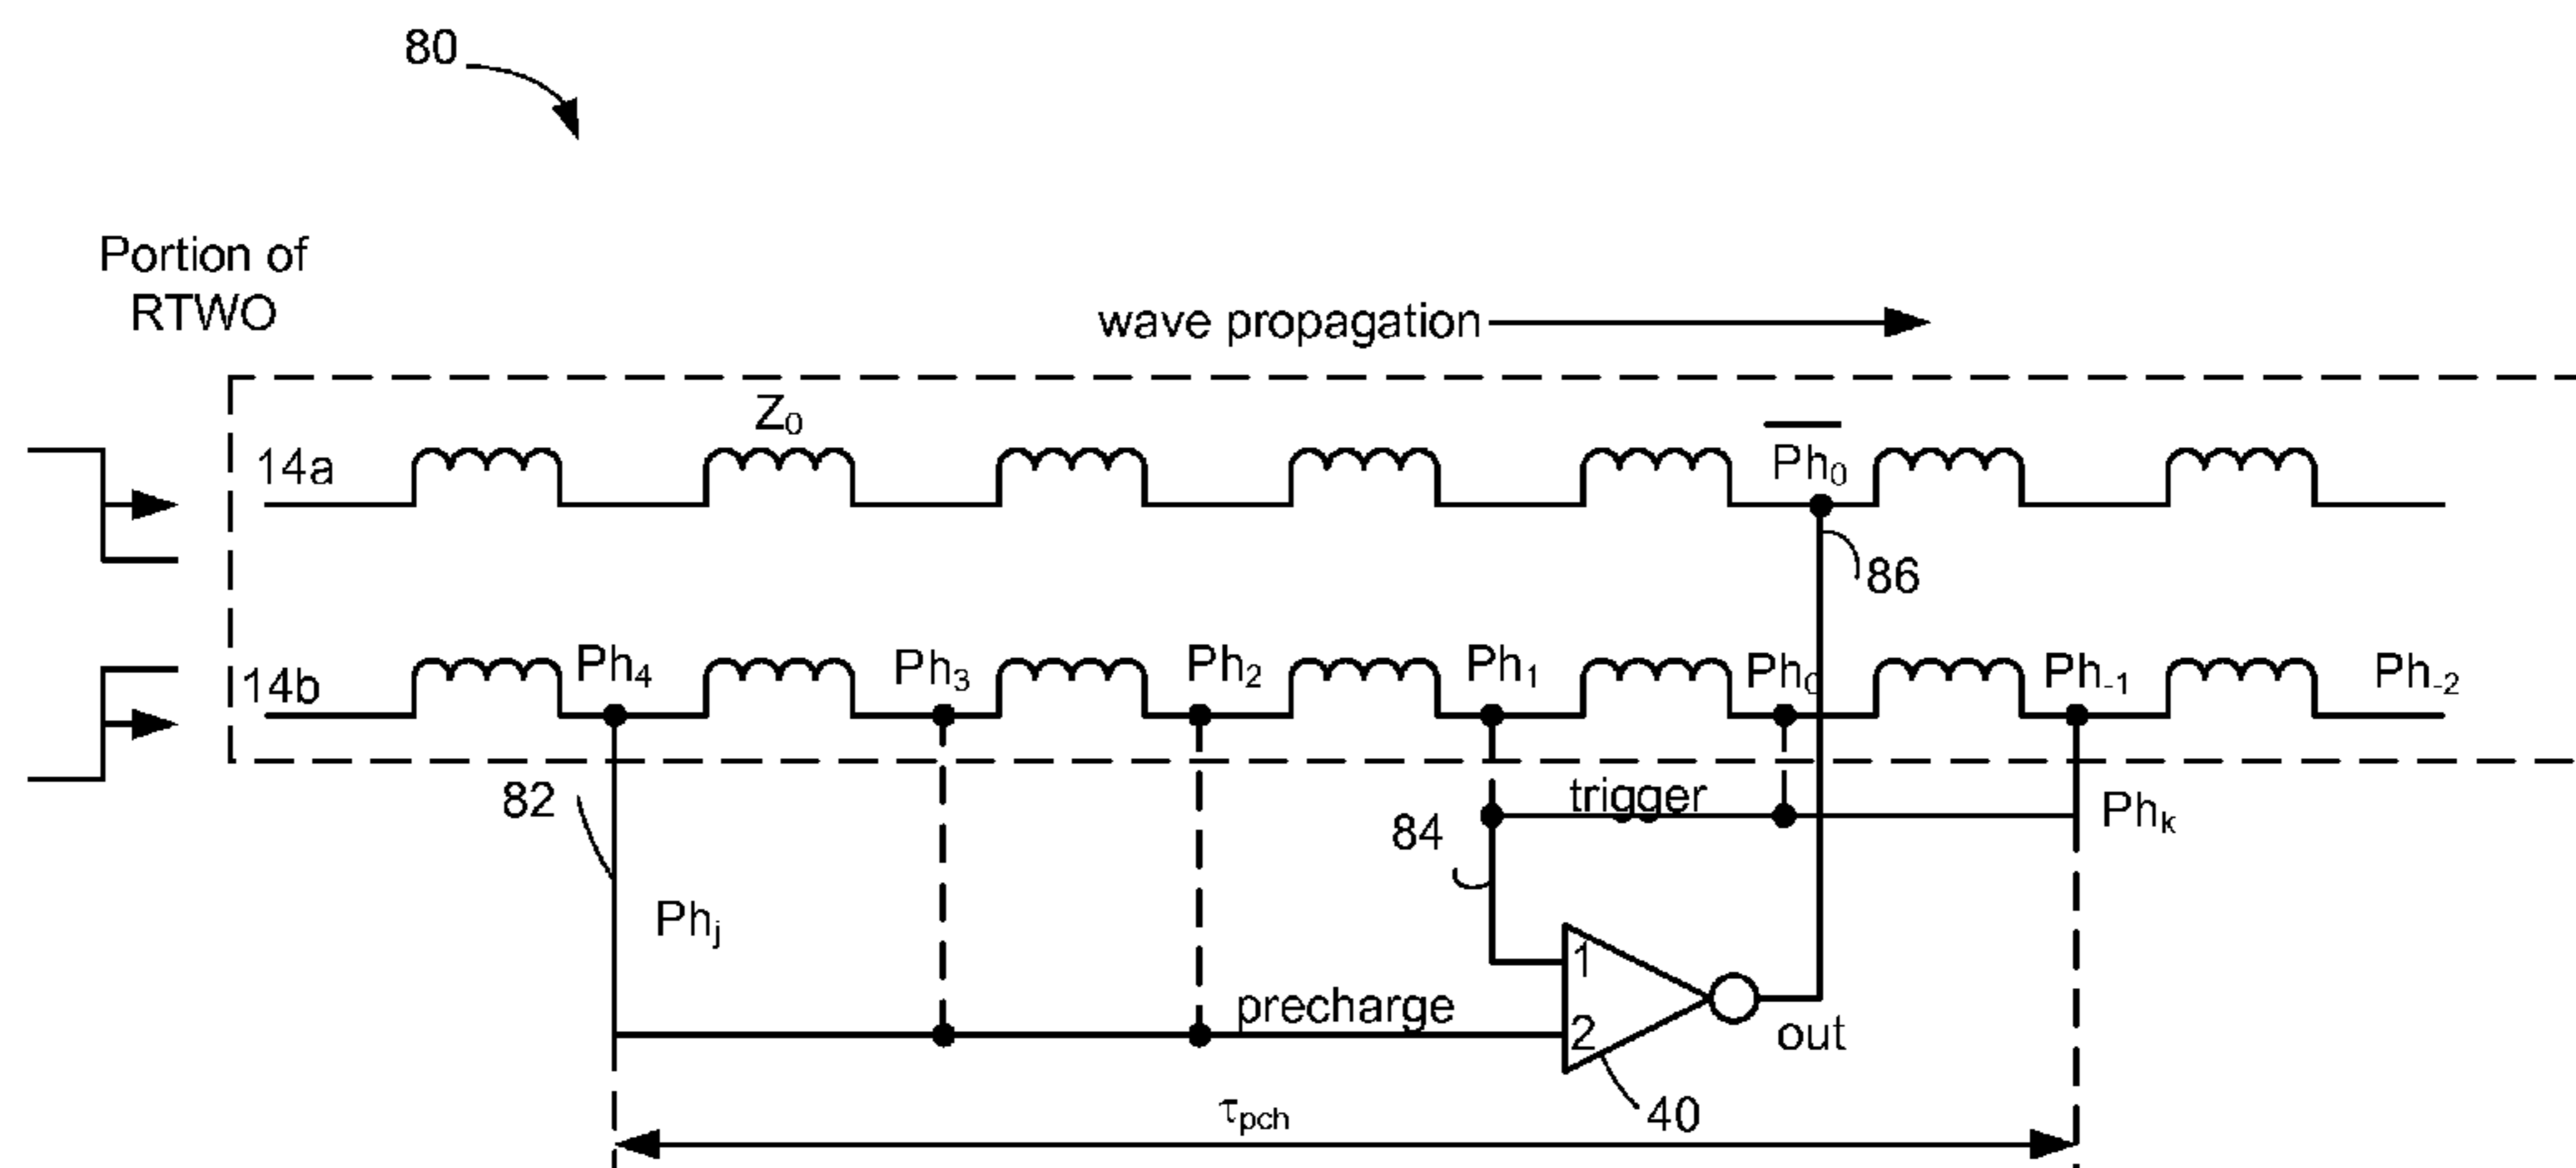 80
Portion of
RTWO
wave propagation
Z₀
14a
P̅h̅₀
86
14b
Ph₄
Ph₃
Ph₂
Ph₁
Ph₀
Ph₋₁
Ph₋₂
82
trigger
Phₖ
84
Phⱼ
1
precharge
2
out
τpch
40